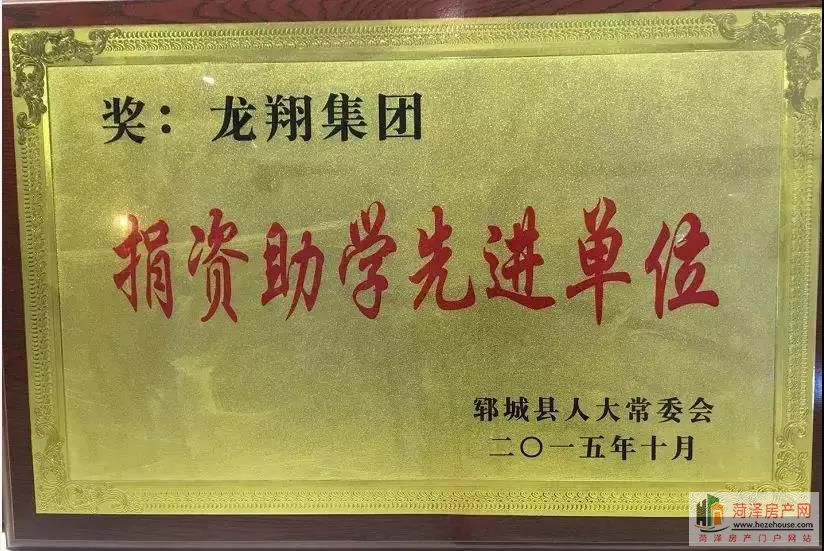 奖：龙翔集团
捐资助学先进单位
郓城县人大常委会
二〇一五年十月
菏泽房产网
www.hezehouse.com
菏泽房产门户网站